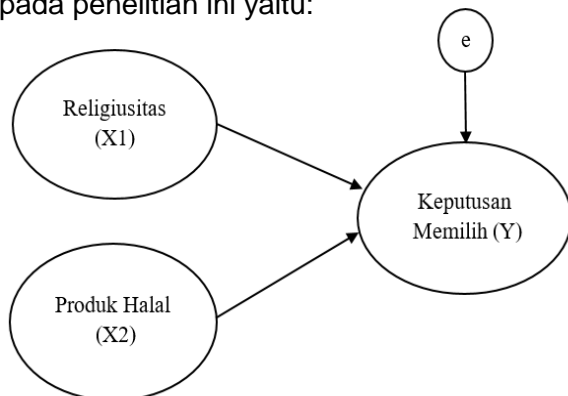 pada penelitian ini yaitu:
e
Religiusitas
(X1)
Keputusan
Memilih (Y)
Produk Halal
(X2)